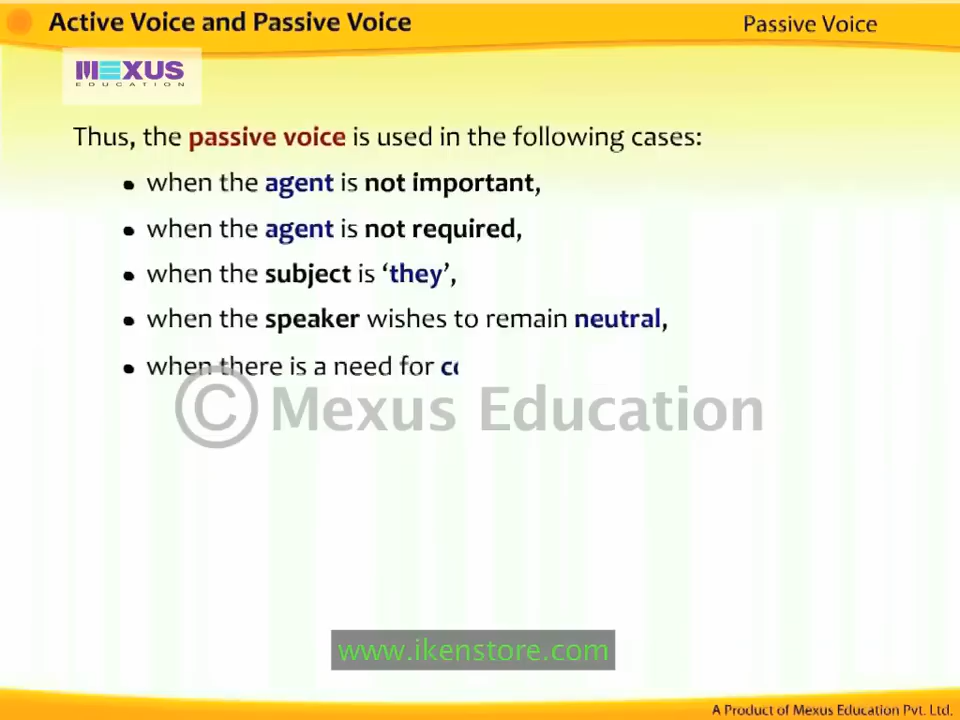 Active Voice and Passive Voice
Passive Voice
MEXUS
EDUCATION
Thus, the passive voice is used in the following cases:
• when the agent is not important,
• when the agent is not required,
• when the subject is ‘they’,
• when the speaker wishes to remain neutral,
• when there is a need for
© Mexus Education
www.ikenstore.com
A Product of Mexus Education Pvt. Ltd.